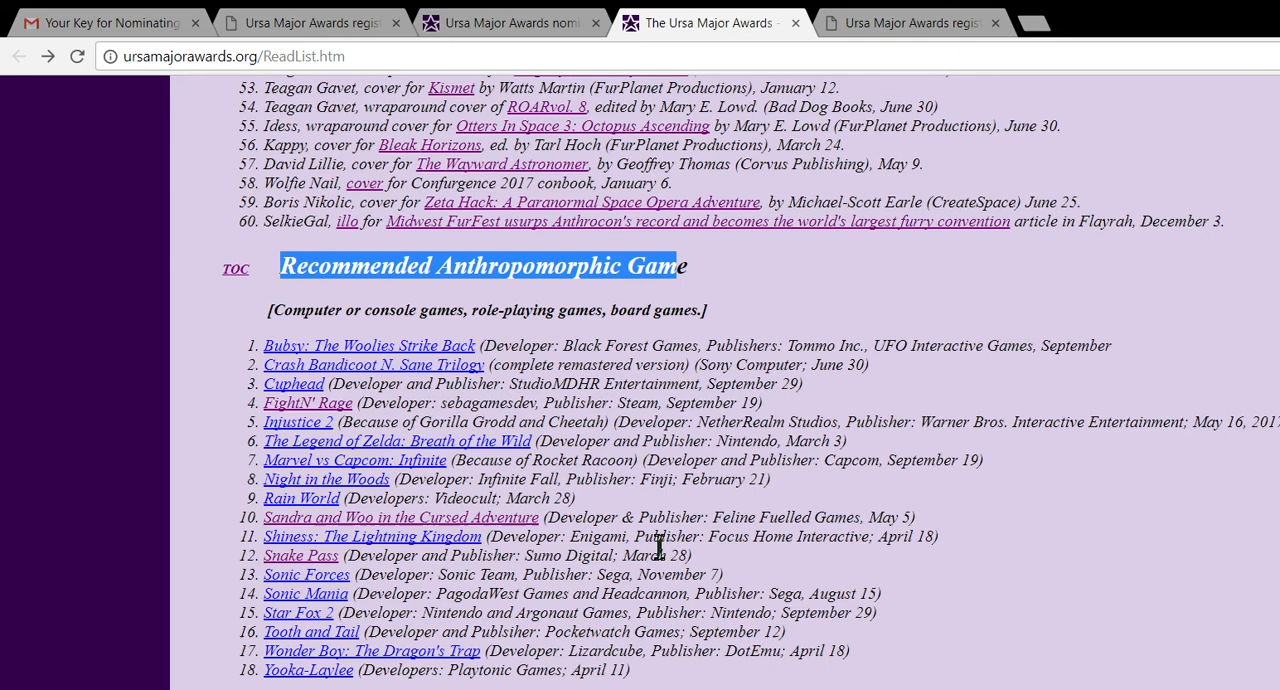 Your Key for Nominating
Ursa Major Awards regis
Ursa Major Awards nomi
The Ursa Major Awards -
Ursa Major Awards regis
ursamajorawards.org/ReadList.htm
53. Teagan Gavet, cover for Kismet by Watts Martin (FurPlanet Productions), January 12.
54. Teagan Gavet, wraparound cover of ROARvol. 8, edited by Mary E. Lowd. (Bad Dog Books, June 30)
55. Idess, wraparound cover for Otters In Space 3: Octopus Ascending by Mary E. Lowd (FurPlanet Productions), June 30.
56. Kappy, cover for Bleak Horizons, ed. by Tarl Hoch (FurPlanet Productions), March 24.
57. David Lillie, cover for The Wayward Astronomer, by Geoffrey Thomas (Corvus Publishing), May 9.
58. Wolfie Nail, cover for Confurgence 2017 conbook, January 6.
59. Boris Nikolic, cover for Zeta Hack: A Paranormal Space Opera Adventure, by Michael-Scott Earle (CreateSpace) June 25.
60. SelkieGal, illo for Midwest FurFest usurps Anthrocon's record and becomes the world's largest furry convention article in Flayrah, December 3.
TOC Recommended Anthropomorphic Game
[Computer or console games, role-playing games, board games.]
1. Bubsy: The Woolies Strike Back (Developer: Black Forest Games, Publishers: Tommo Inc., UFO Interactive Games, September
2. Crash Bandicoot N. Sane Trilogy (complete remastered version) (Sony Computer; June 30)
3. Cuphead (Developer and Publisher: StudioMDHR Entertainment, September 29)
4. FightN' Rage (Developer: sebagamesdev, Publisher: Steam, September 19)
5. Injustice 2 (Because of Gorilla Grodd and Cheetah) (Developer: NetherRealm Studios, Publisher: Warner Bros. Interactive Entertainment; May 16, 2017
6. The Legend of Zelda: Breath of the Wild (Developer and Publisher: Nintendo, March 3)
7. Marvel vs Capcom: Infinite (Because of Rocket Racoon) (Developer and Publisher: Capcom, September 19)
8. Night in the Woods (Developer: Infinite Fall, Publisher: Finji; February 21)
9. Rain World (Developers: Videocult; March 28)
10. Sandra and Woo in the Cursed Adventure (Developer & Publisher: Feline Fuelled Games, May 5)
11. Shiness: The Lightning Kingdom (Developer: Enigami, Publisher: Focus Home Interactive; April 18)
12. Snake Pass (Developer and Publisher: Sumo Digital; March 28)
13. Sonic Forces (Developer: Sonic Team, Publisher: Sega, November 7)
14. Sonic Mania (Developer: PagodaWest Games and Headcannon, Publisher: Sega, August 15)
15. Star Fox 2 (Developer: Nintendo and Argonaut Games, Publisher: Nintendo; September 29)
16. Tooth and Tail (Developer and Publsiher: Pocketwatch Games; September 12)
17. Wonder Boy: The Dragon's Trap (Developer: Lizardcube, Publisher: DotEmu; April 18)
18. Yooka-Laylee (Developers: Playtonic Games; April 11)